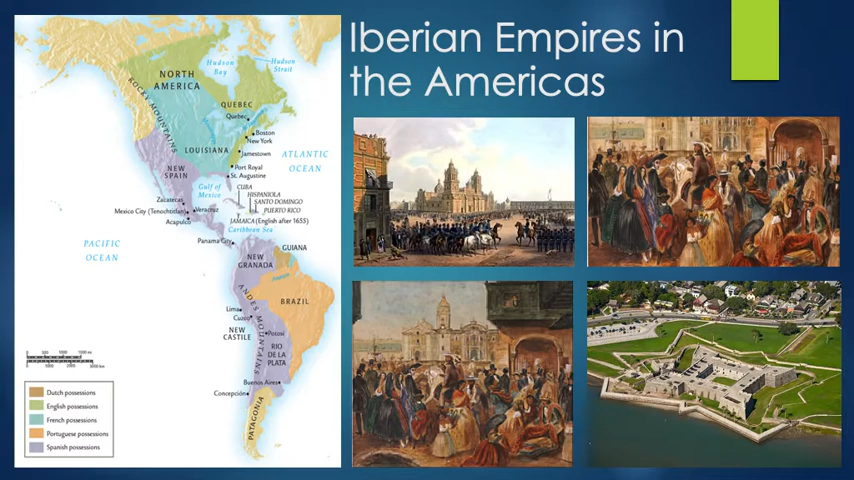 Iberian Empires in
the Americas
Hudson
Bay
Hudson
Strait
NORTH
AMERICA
ROCKY MOUNTAINS
QUEBEC
Quebec
Boston
New York
LOUISIANA
Jamestown
ATLANTIC
OCEAN
Port Royal
St. Augustine
NEW
SPAIN
Gulf of
Mexico
CUBA
HISPANIOLA
SANTO DOMINGO
PUERTO RICO
Zacatecas
Mexico City (Tenochtitlan)
Veracruz
Acapulco
JAMAICA (English after 1655)
Caribbean Sea
PACIFIC
OCEAN
Panama City
GUIANA
NEW
GRANADA
Amazon
BRAZIL
ANDES MOUNTAINS
Lima
Cuzco
NEW
CASTILE
Potosí
RIO
DE LA
PLATA
Buenos Aires
Concepción
PATAGONIA
Dutch possessions
English possessions
French possessions
Portuguese possessions
Spanish possessions